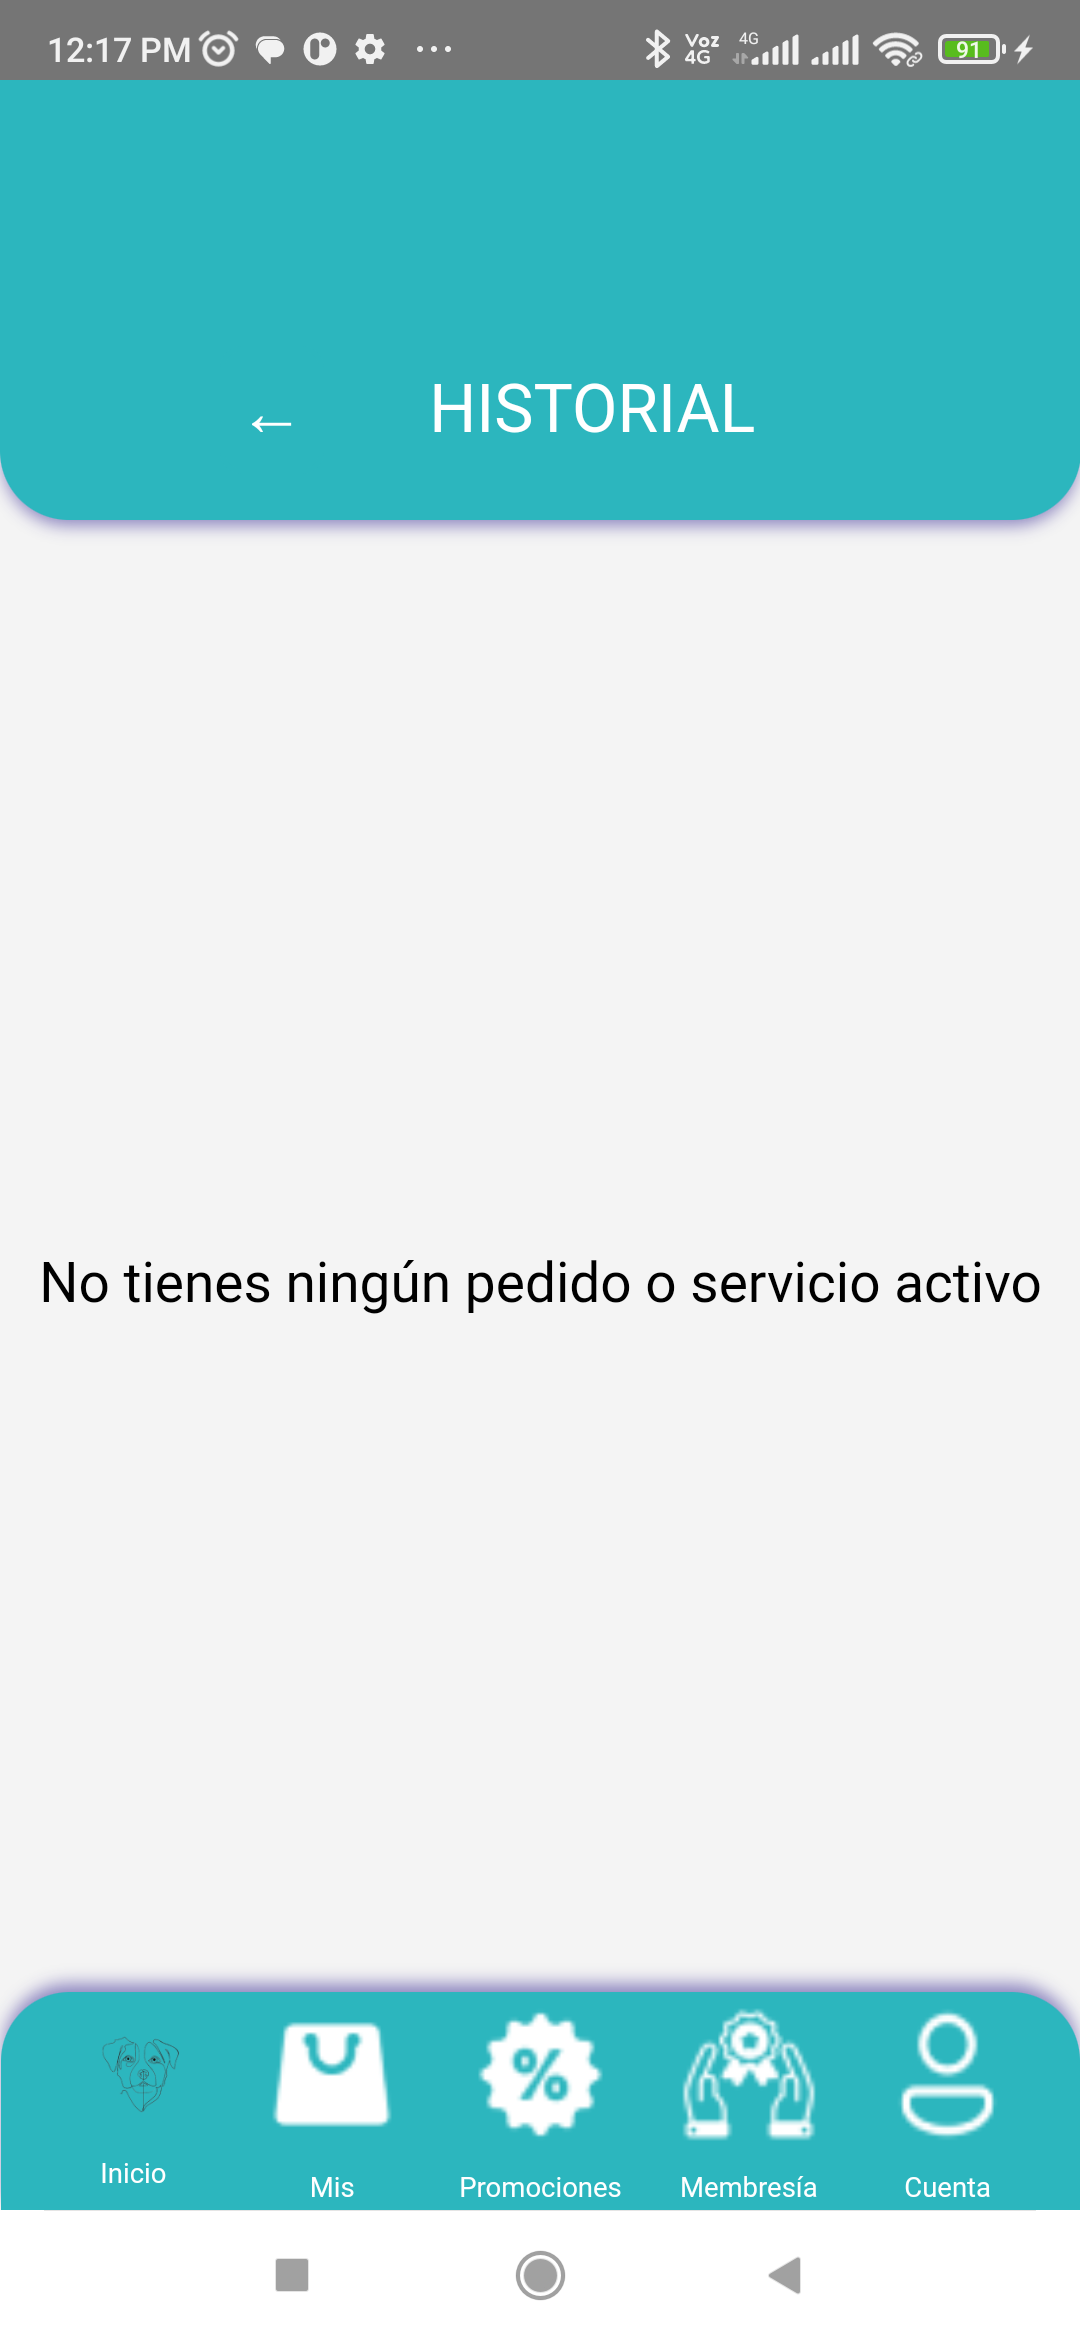 12:17 PM
Voz 4G
4G
91
← HISTORIAL
No tienes ningún pedido o servicio activo
Inicio
Mis
Promociones
Membresía
Cuenta